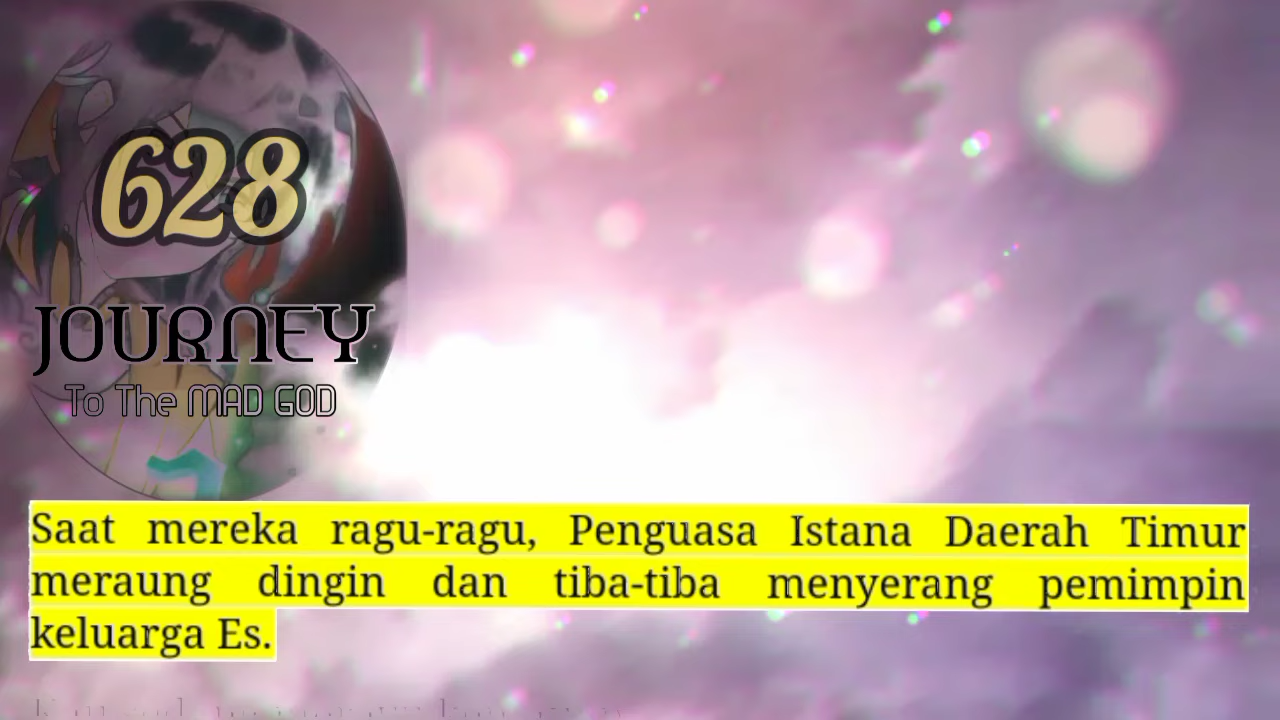 628
JOURNEY
To The MAD GOD
Saat mereka ragu-ragu, Penguasa Istana Daerah Timur
meraung dingin dan tiba-tiba menyerang pemimpin
keluarga Es.